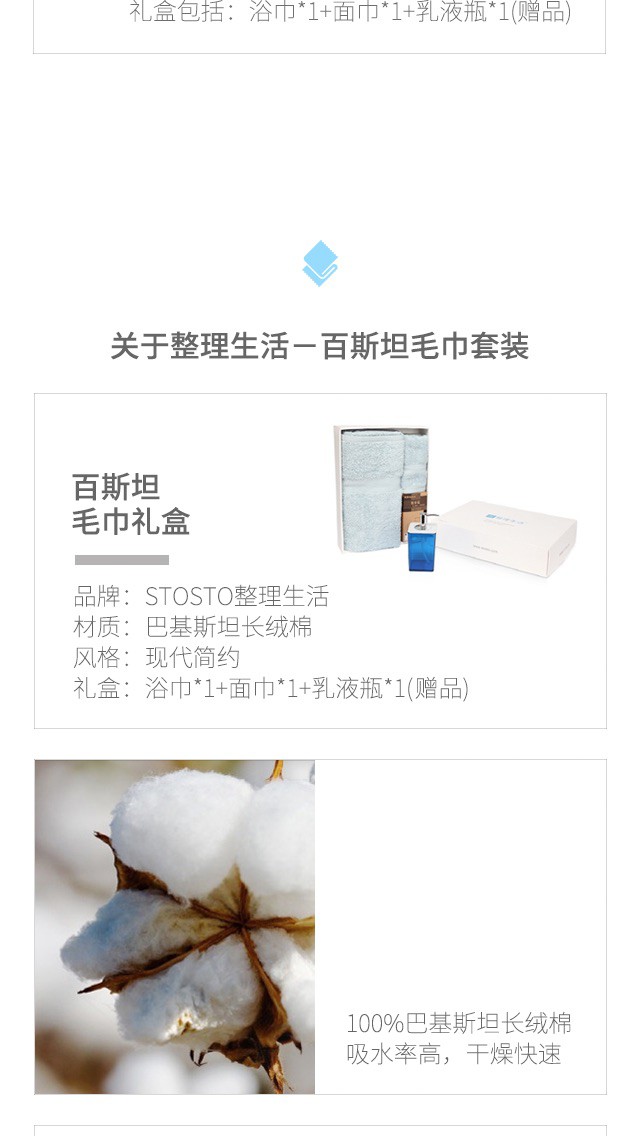 礼盒包括：浴巾*1+面巾*1+乳液瓶*1(赠品)
关于整理生活－百斯坦毛巾套装
百斯坦
毛巾礼盒
品牌：STOSTO整理生活
材质：巴基斯坦长绒棉
风格：现代简约
礼盒：浴巾*1+面巾*1+乳液瓶*1(赠品)
100%巴基斯坦长绒棉
吸水率高，干燥快速